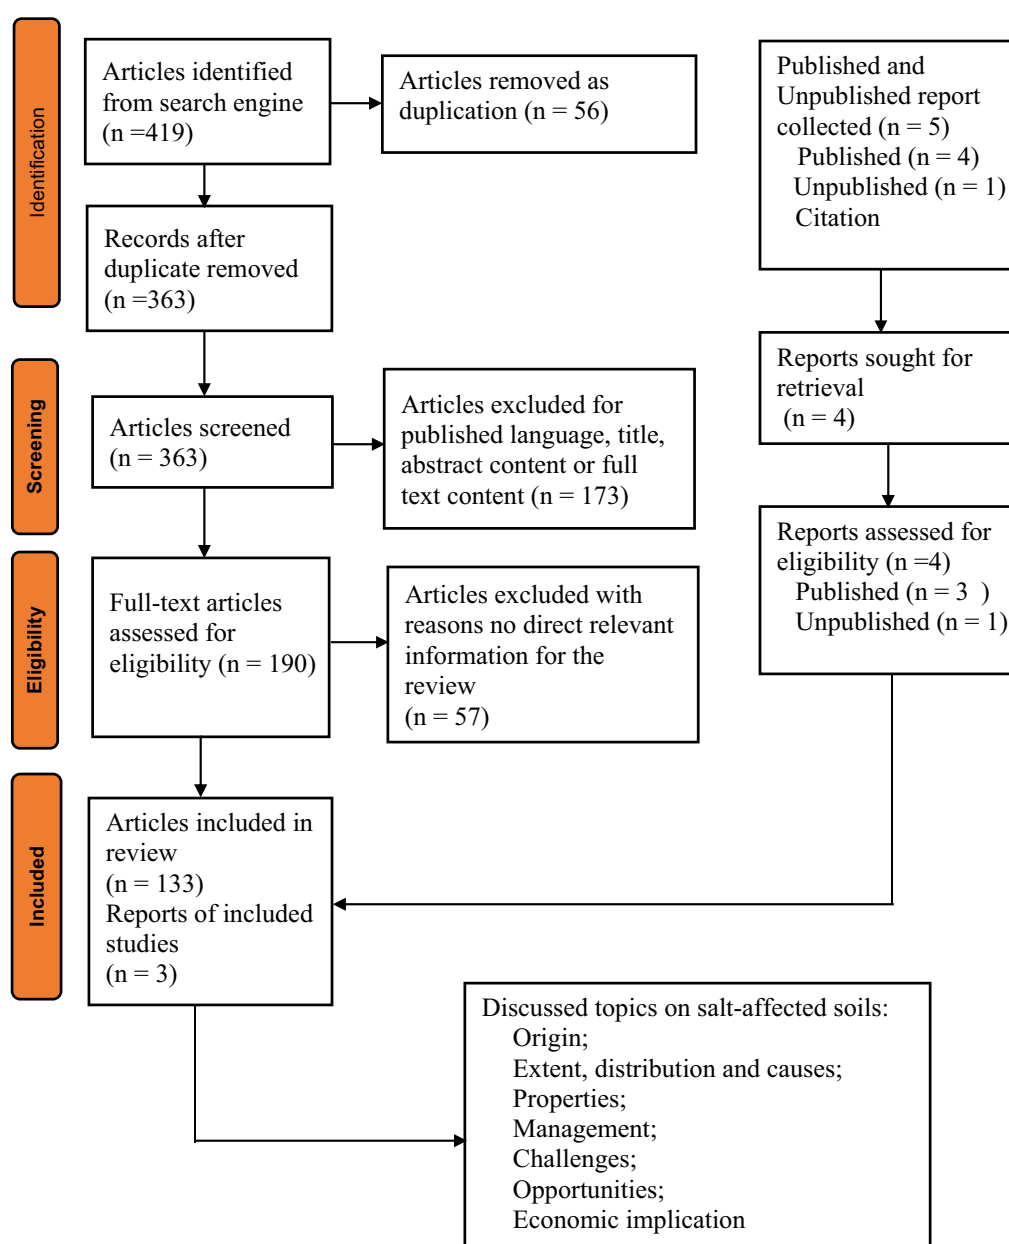 Identification
Articles identified
from search engine
(n =419)
Articles removed as
duplication (n = 56)
Published and
Unpublished report
collected (n = 5)
Published (n = 4)
Unpublished (n = 1)
Citation
Records after
duplicate removed
(n =363)
Reports sought for
retrieval
(n = 4)
Screening
Articles screened
(n = 363)
Articles excluded for
published language, title,
abstract content or full
text content (n = 173)
Reports assessed for
eligibility (n =4)
Published (n = 3  )
Unpublished (n = 1)
Eligibility
Full-text articles
assessed for
eligibility (n = 190)
Articles excluded with
reasons no direct relevant
information for the
review
(n = 57)
Included
Articles included in
review
(n = 133)
Reports of included
studies
(n = 3)
Discussed topics on salt-affected soils:
Origin;
Extent, distribution and causes;
Properties;
Management;
Challenges;
Opportunities;
Economic implication